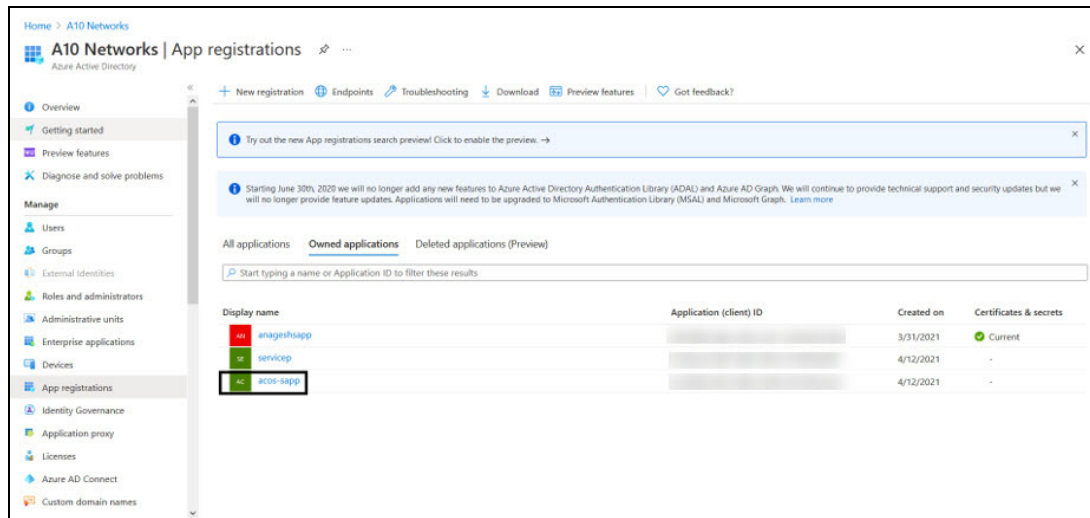 Home > A10 Networks
A10 Networks | App registrations
Azure Active Directory
Overview
Getting started
Preview features
Diagnose and solve problems
Manage
Users
Groups
External Identities
Roles and administrators
Administrative units
Enterprise applications
Devices
App registrations
Identity Governance
Application proxy
Licenses
Azure AD Connect
Custom domain names
New registration Endpoints Troubleshooting Download Preview features Got feedback?
Try out the new App registrations search preview! Click to enable the preview. →
Starting June 30th, 2020 we will no longer add any new features to Azure Active Directory Authentication Library (ADAL) and Azure AD Graph. We will continue to provide technical support and security updates but we
will no longer provide feature updates. Applications will need to be upgraded to Microsoft Authentication Library (MSAL) and Microsoft Graph. Learn more
All applications Owned applications Deleted applications (Preview)
Start typing a name or Application ID to filter these results
Display name Application (client) ID Created on Certificates & secrets
AN anageshsapp 3/31/2021 Current
SE servicep 4/12/2021 -
AC acos-sapp 4/12/2021 -